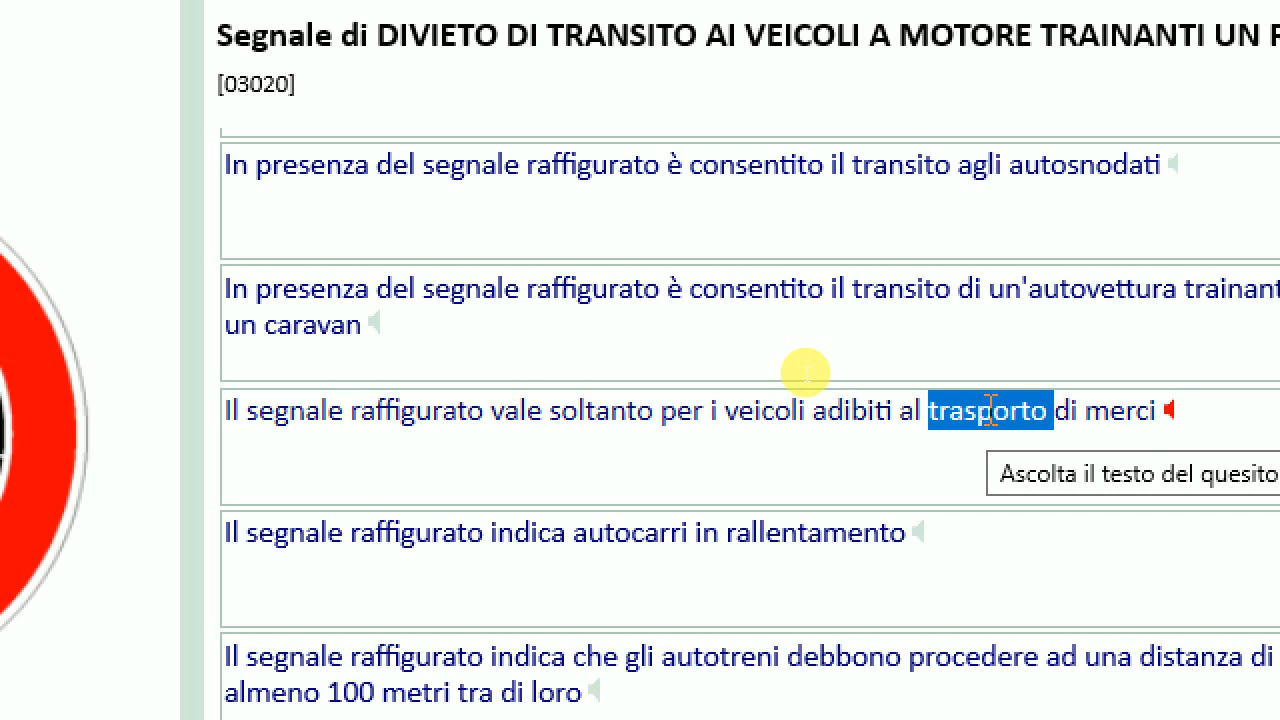 Segnale di DIVIETO DI TRANSITO AI VEICOLI A MOTORE TRAINANTI UN
[03020]
In presenza del segnale raffigurato è consentito il transito agli autosnodati
In presenza del segnale raffigurato è consentito il transito di un'autovettura trainant
un caravan
Il segnale raffigurato vale soltanto per i veicoli adibiti al trasporto di merci
Ascolta il testo del quesito
Il segnale raffigurato indica autocarri in rallentamento
Il segnale raffigurato indica che gli autotreni debbono procedere ad una distanza di
almeno 100 metri tra di loro